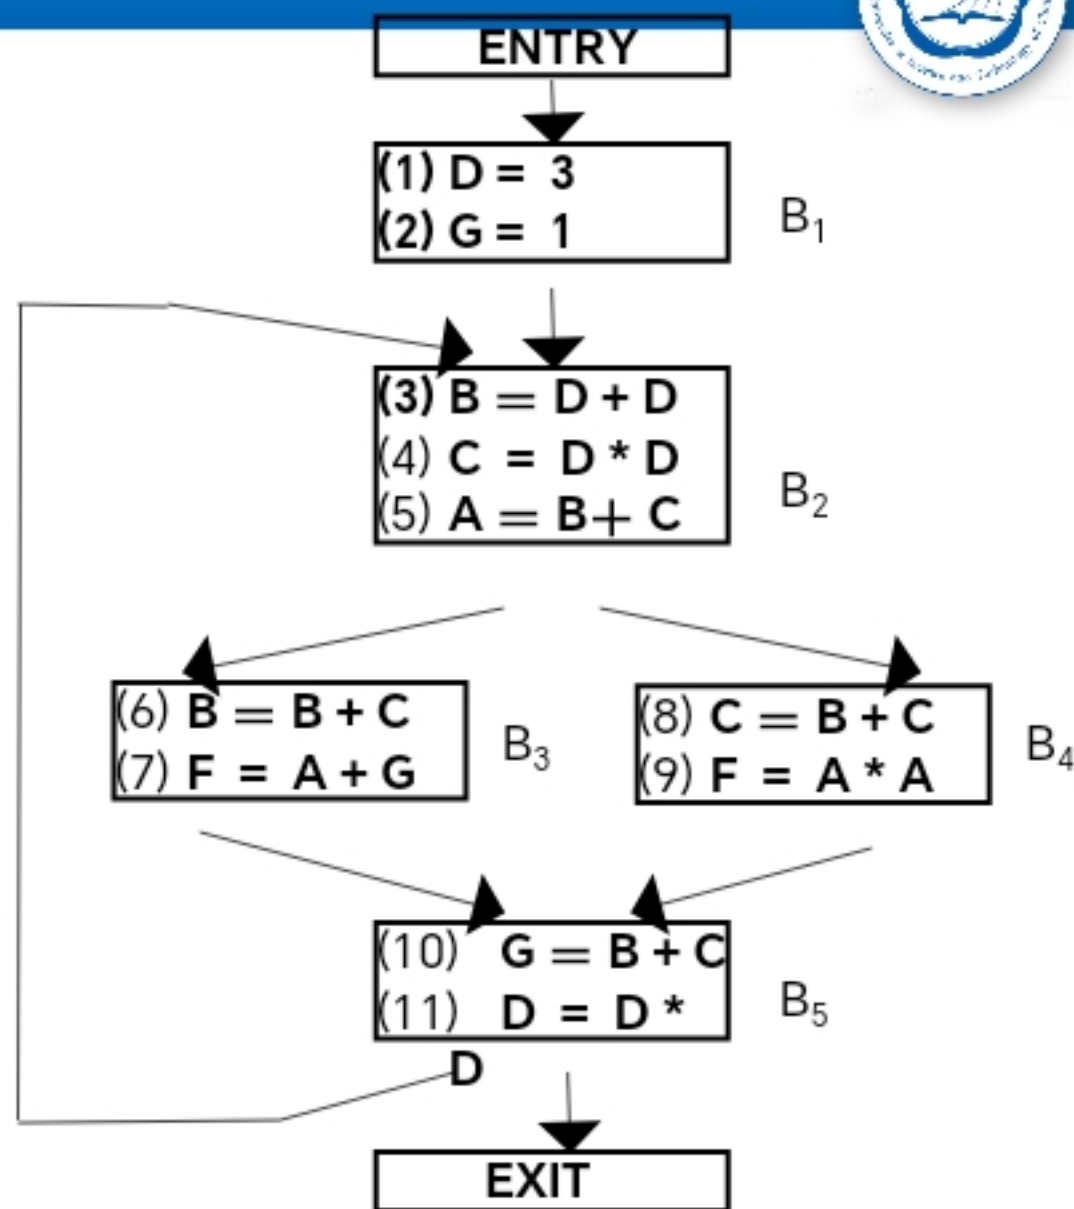 ENTRY
(1) D = 3
(2) G = 1
B1
(3) B = D + D
(4) C = D * D
(5) A = B + C
B2
(6) B = B + C
(7) F = A + G
B3
(8) C = B + C
(9) F = A * A
B4
(10) G = B + C
(11) D = D *
D
B5
EXIT